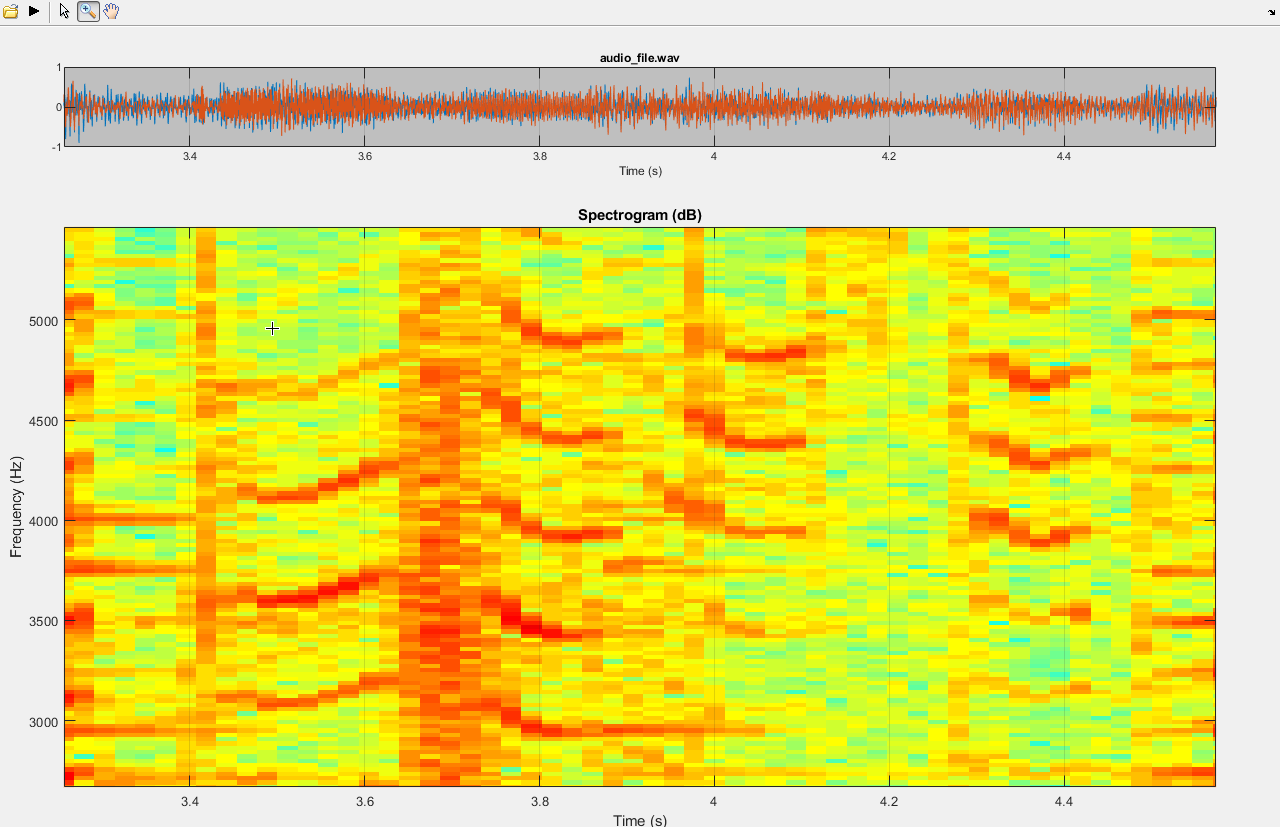 audio_file.wav
1
0
-1
3.4 3.6 3.8 4 4.2 4.4
Time (s)
Spectrogram (dB)
5000
4500
4000
3500
3000
Frequency (Hz)
3.4 3.6 3.8 4 4.2 4.4
Time (s)